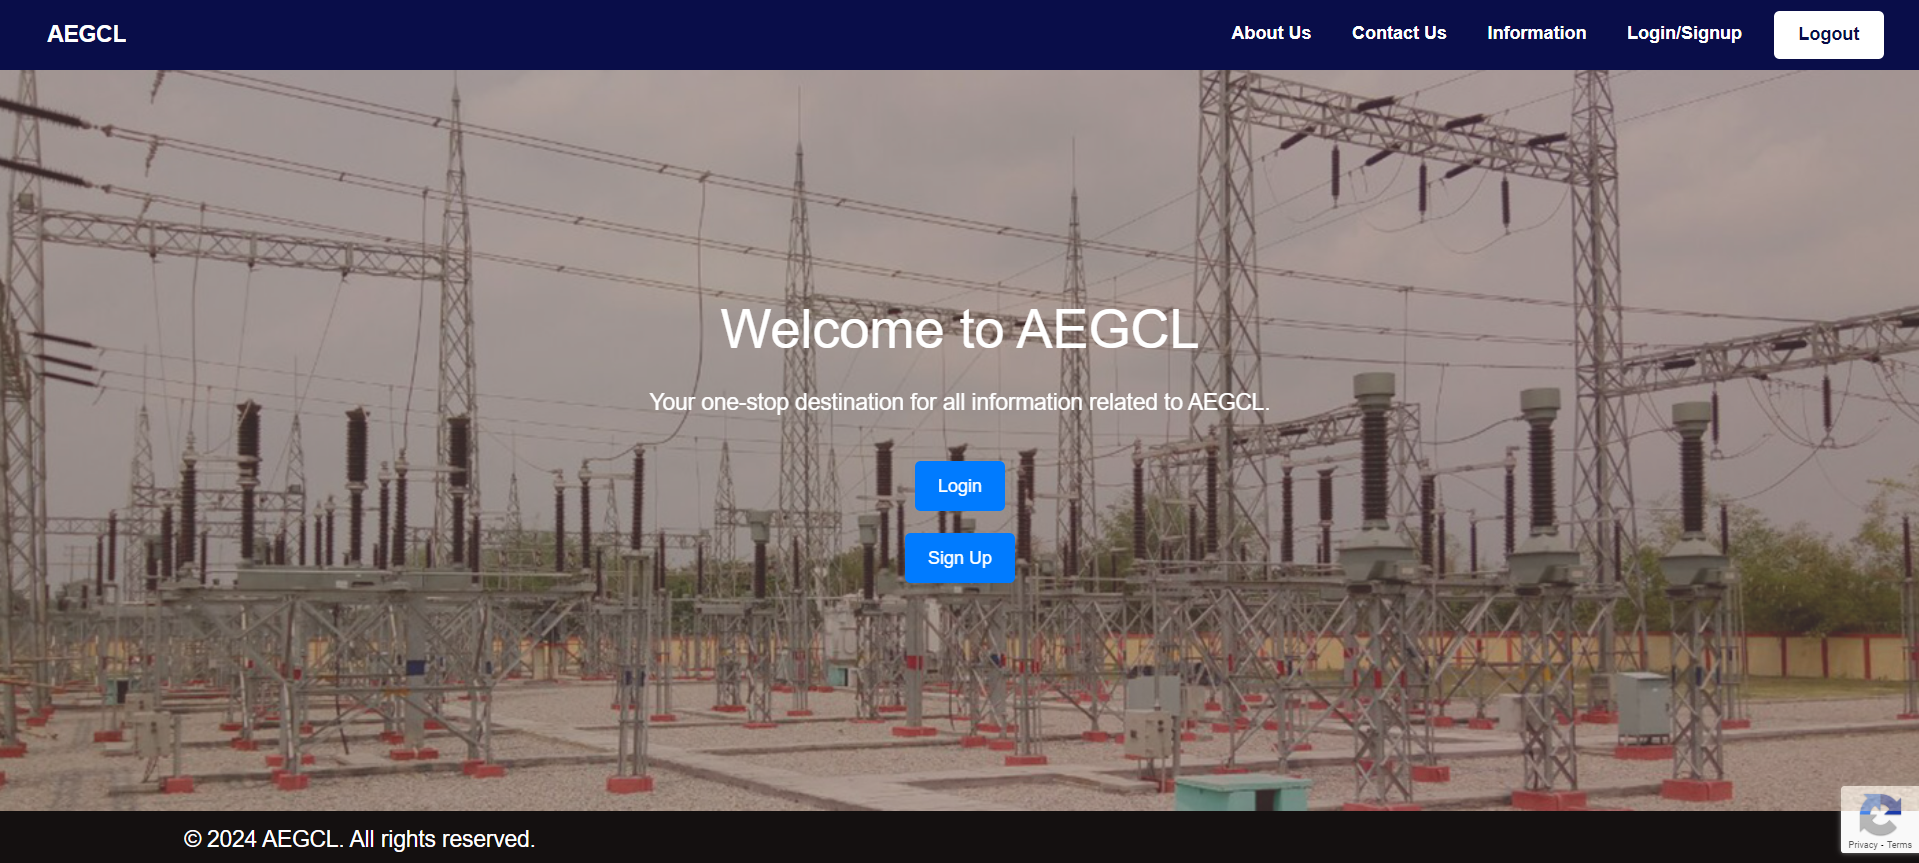 AEGCL
About Us
Contact Us
Information
Login/Signup
Logout
Welcome to AEGCL
Your one-stop destination for all information related to AEGCL.
Login
Sign Up
© 2024 AEGCL. All rights reserved.
Privacy - Terms